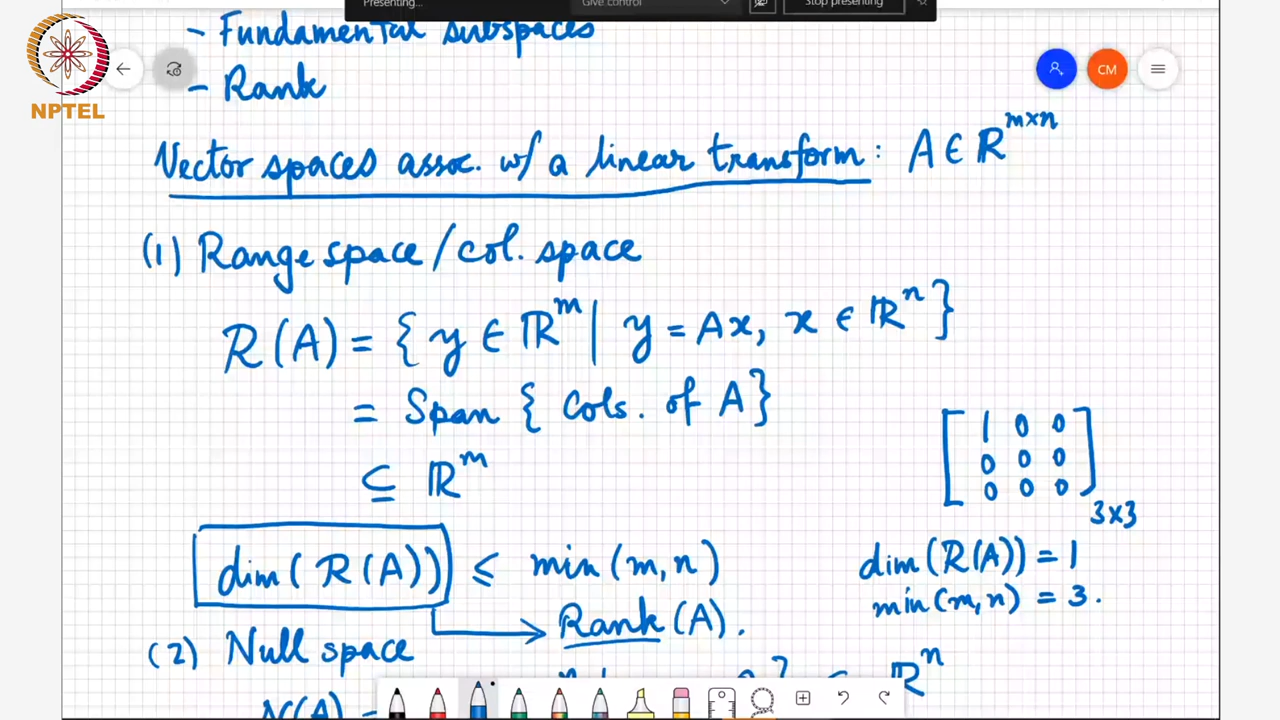 Presenting...
Give control
Stop presenting
- Fundamental subspaces
CM
- Rank
NPTEL
Vector spaces assoc. w/ a linear transform: A ∈ ℝ^{m×n}
(1) Range space / col. space
R(A) = { y ∈ ℝ^m | y = Ax, x ∈ ℝ^n }
= Span { Cols. of A }
⊆ ℝ^m
1 0 0
0 0 0
0 0 0
3×3
dim(R(A)) ≤ min(m,n)
dim(R(A)) = 1
min(m,n) = 3.
Rank(A).
(2) Null space
ℝ^n
N(A) =